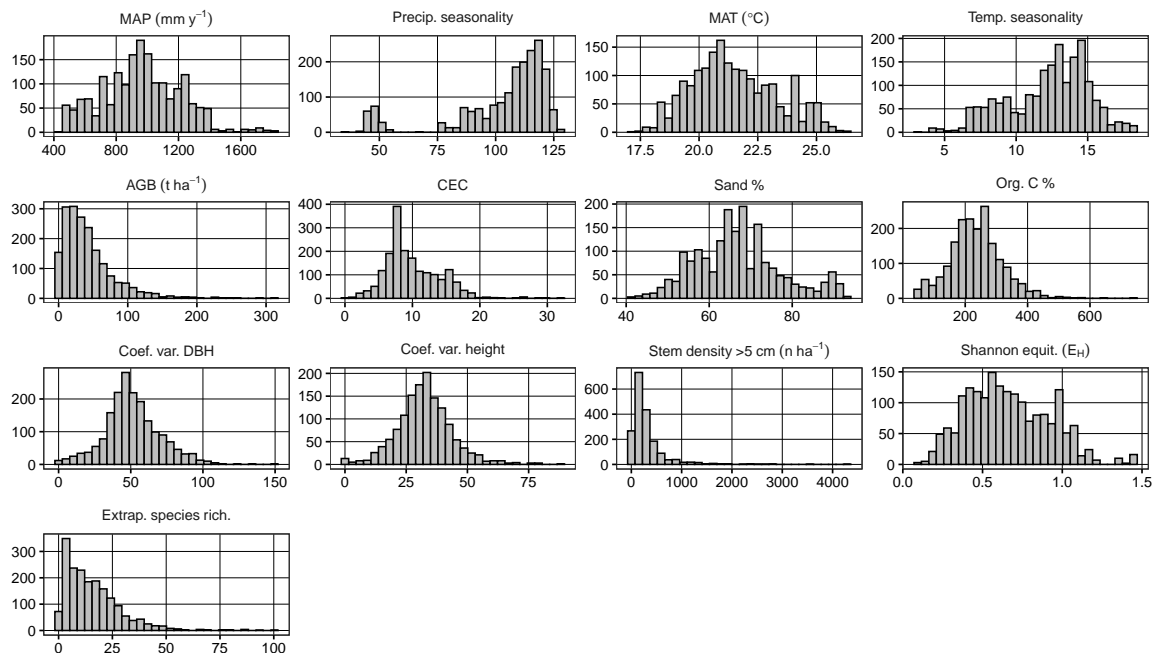 MAP (mm y⁻¹)
150
100
50
0
400 800 1200 1600
Precip. seasonality
200
100
0
50 75 100 125
MAT (°C)
150
100
50
0
17.5 20.0 22.5 25.0
Temp. seasonality
200
150
100
50
0
5 10 15
AGB (t ha⁻¹)
300
200
100
0
0 100 200 300
CEC
400
300
200
100
0
0 10 20 30
Sand %
200
150
100
50
0
40 60 80
Org. C %
200
100
0
200 400 600
Coef. var. DBH
200
100
0
0 50 100 150
Coef. var. height
200
150
100
50
0
0 25 50 75
Stem density >5 cm (n ha⁻¹)
600
400
200
0
0 1000 2000 3000 4000
Shannon equit. (E_H)
150
100
50
0
0.0 0.5 1.0 1.5
Extrap. species rich.
300
200
100
0
0 25 50 75 100